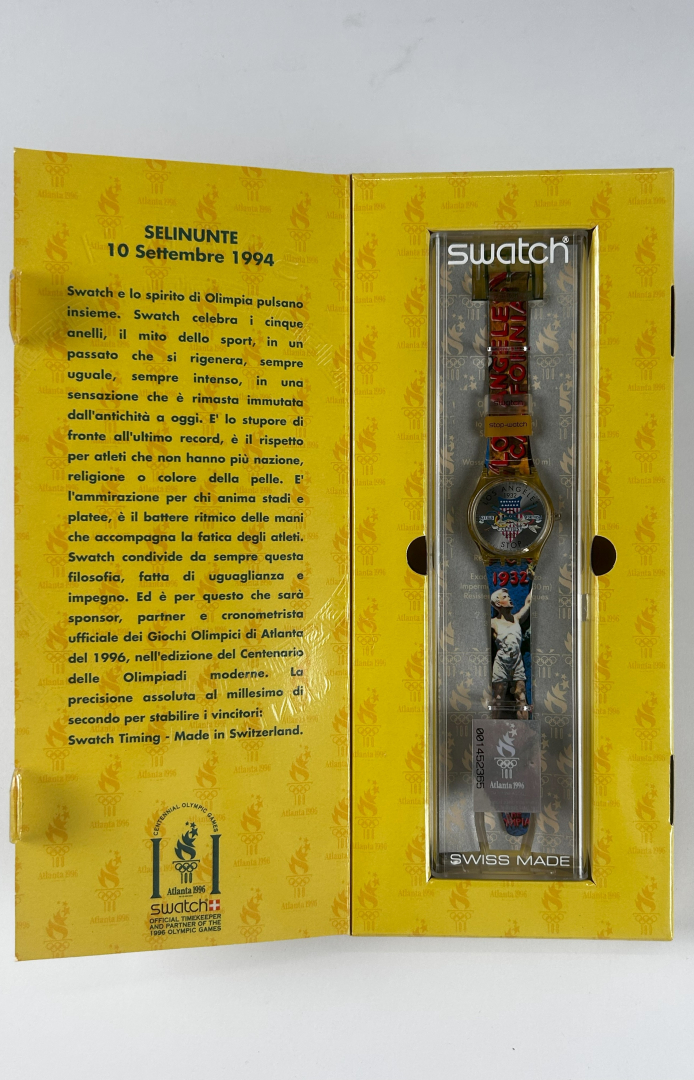 SELINUNTE
10 Settembre 1994
Swatch e lo spirito di Olimpia pulsano
insieme. Swatch celebra i cinque
anelli, il mito dello sport, in un
passato che si rigenera, sempre
uguale, sempre intenso, in una
sensazione che è rimasta immutata
dall'antichità a oggi. E' lo stupore di
fronte all'ultimo record, è il rispetto
per atleti che non hanno più nazione,
religione o colore della pelle. E'
l'ammirazione per chi anima stadi e
platee, è il battere ritmico delle mani
che accompagna la fatica degli atleti.
Swatch condivide da sempre questa
filosofia, fatta di uguaglianza e
impegno. Ed è per questo che sarà
sponsor, partner e cronometrista
ufficiale dei Giochi Olimpici di Atlanta
del 1996, nell'edizione del Centenario
delle Olimpiadi moderne. La
precisione assoluta al millesimo di
secondo per stabilire i vincitori:
Swatch Timing - Made in Switzerland.
CENTENNIAL OLYMPIC GAMES
Atlanta 1996
swatch
OFFICIAL TIMEKEEPER
AND PARTNER OF THE
1996 OLYMPIC GAMES
swatch®
stop-watch
LOS ANGELES
STOP
1932
001452365
Atlanta 1996
SWISS MADE